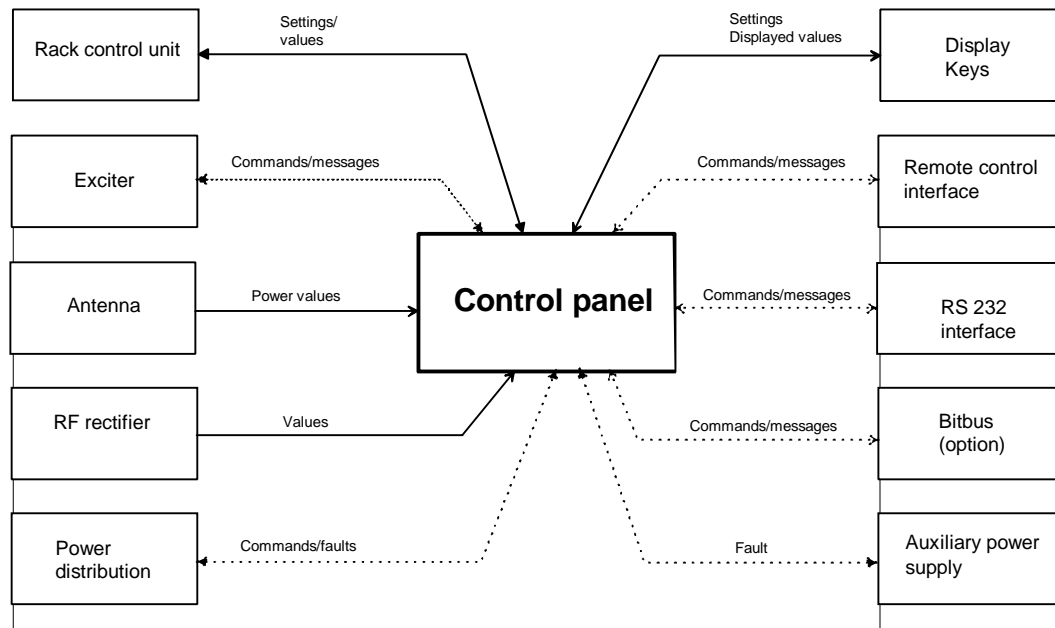 Rack control unit
Settings/
values
Settings
Displayed values
Display
Keys
Exciter
Commands/messages
Commands/messages
Remote control
interface
Antenna
Power values
Control panel
Commands/messages
RS 232
interface
RF rectifier
Values
Commands/messages
Bitbus
(option)
Power
distribution
Commands/faults
Fault
Auxiliary power
supply